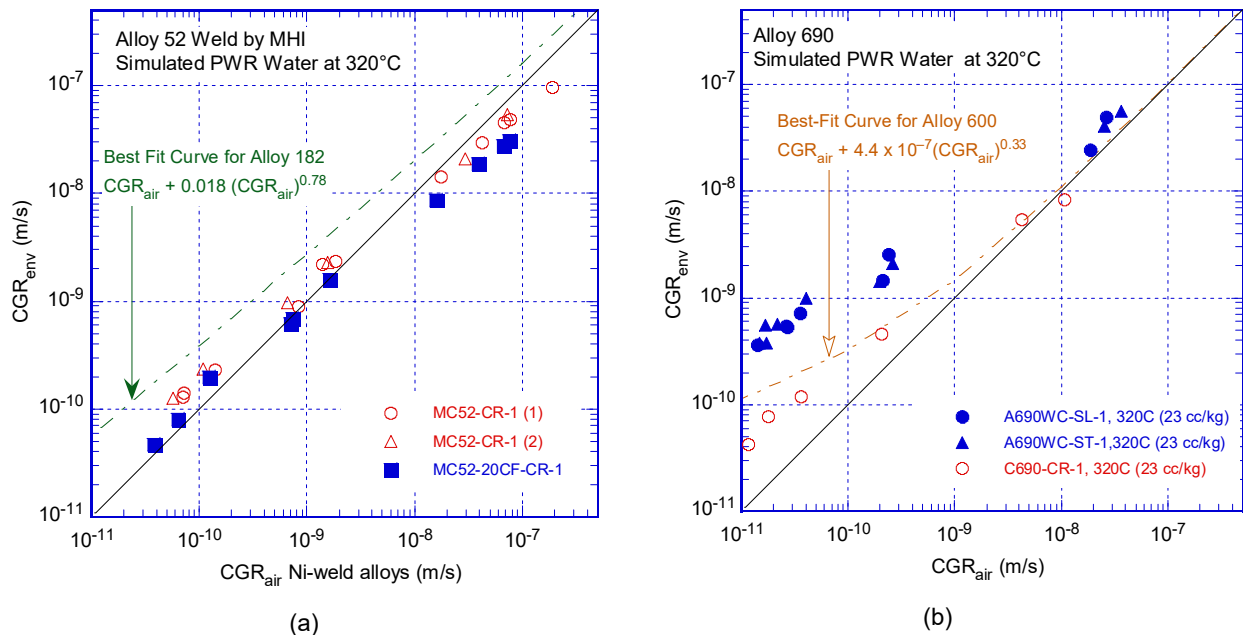 Alloy 52 Weld by MHI
Simulated PWR Water at 320°C
Best Fit Curve for Alloy 182
CGR_air + 0.018 (CGR_air)^0.78
MC52-CR-1 (1)
MC52-CR-1 (2)
MC52-20CF-CR-1
CGR_env (m/s)
10^-7
10^-8
10^-9
10^-10
10^-11
10^-11
10^-10
10^-9
10^-8
10^-7
CGR_air Ni-weld alloys (m/s)
(a)
Alloy 690
Simulated PWR Water at 320°C
Best-Fit Curve for Alloy 600
CGR_air + 4.4 x 10^–7(CGR_air)^0.33
A690WC-SL-1, 320C (23 cc/kg)
A690WC-ST-1,320C (23 cc/kg)
C690-CR-1, 320C (23 cc/kg)
CGR_env (m/s)
10^-7
10^-8
10^-9
10^-10
10^-11
10^-11
10^-10
10^-9
10^-8
10^-7
CGR_air (m/s)
(b)